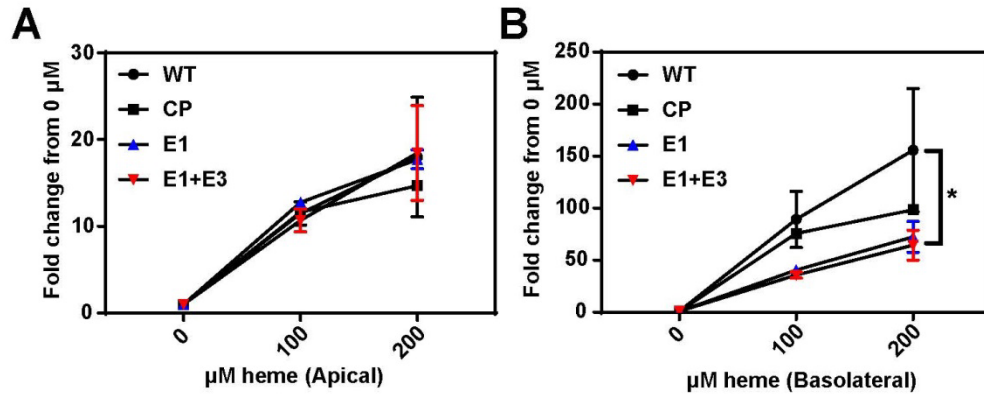 A
Fold change from 0 µM
30
20
10
0
WT
CP
E1
E1+E3
0
100
200
µM heme (Apical)
B
Fold change from 0 µM
250
200
150
100
50
0
WT
CP
E1
E1+E3
*
0
100
200
µM heme (Basolateral)